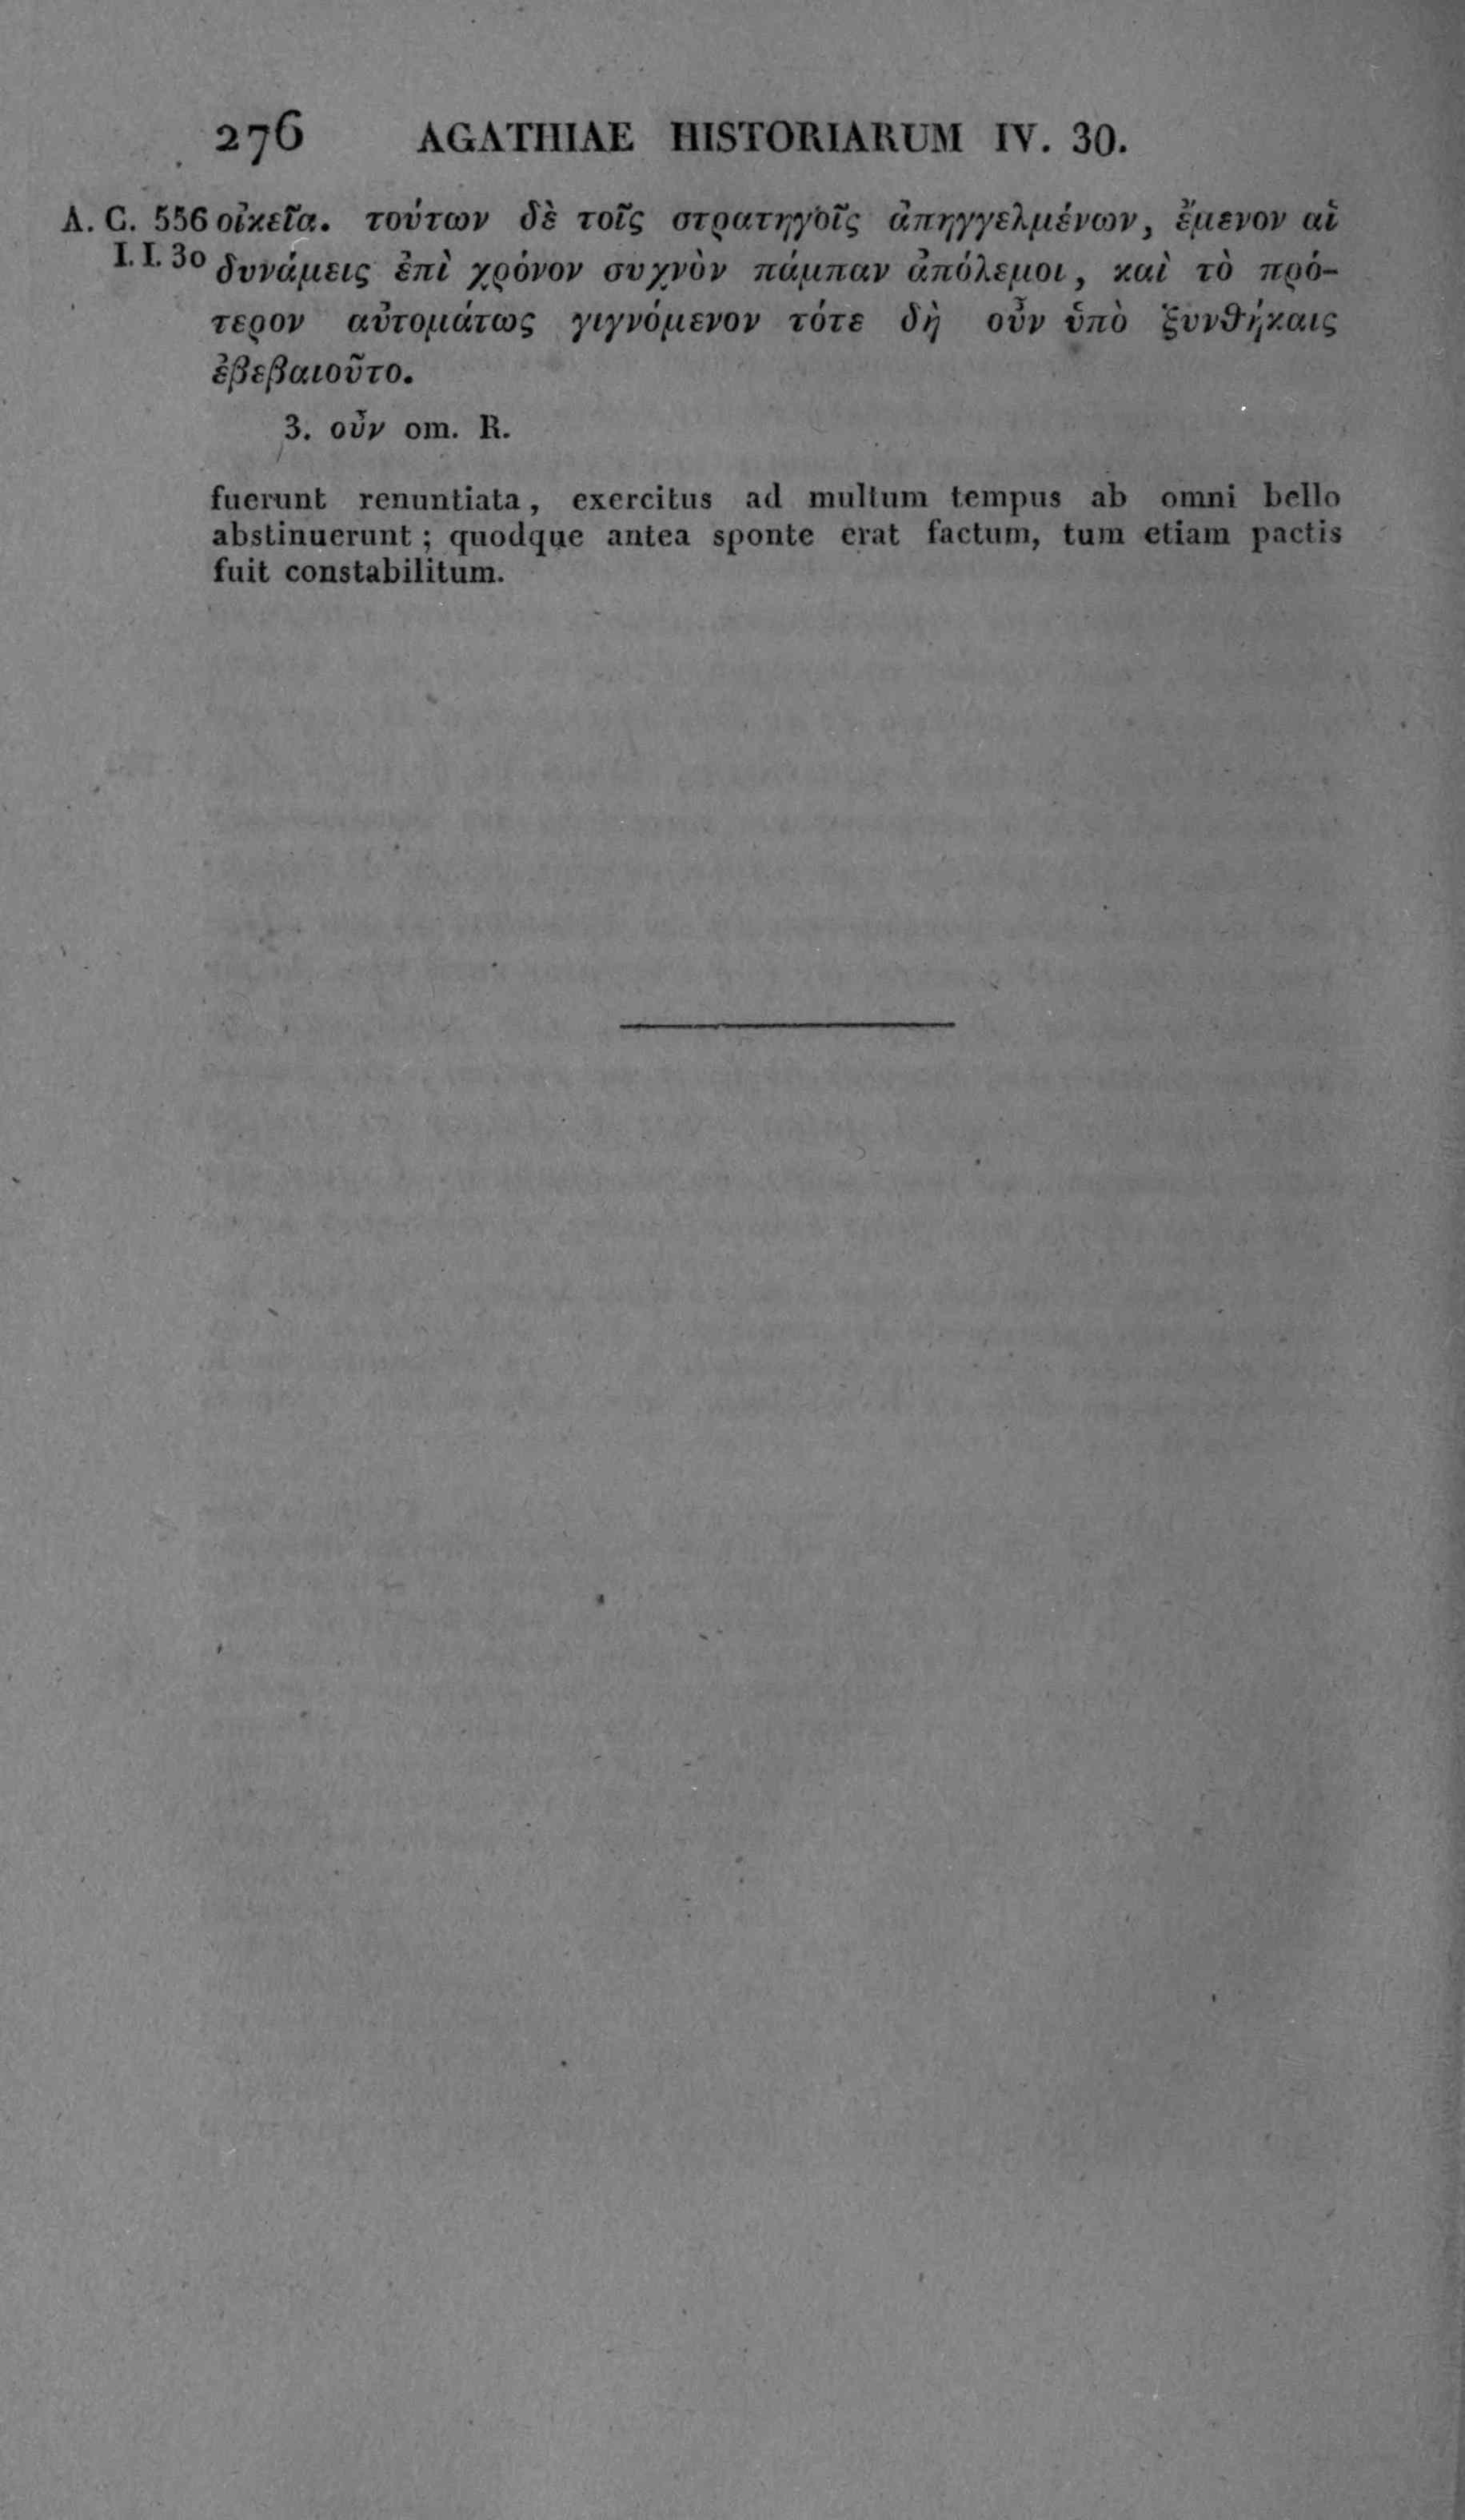 276 AGATHIAE HISTORIARUM IV. 30.
A. C. 556 οἰκεῖα. τούτων δὲ τοῖς στρατηγοῖς ἀπηγγελμένων, ἔμενον αἱ
I. I. 30 δυνάμεις ἐπὶ χρόνον συχνὸν πάμπαν ἀπόλεμοι, καὶ τὸ πρό-
τερον αὐτομάτως γιγνόμενον τότε δὴ οὖν ὑπὸ ξυνθήκαις
ἐβεβαιοῦτο.
3. οὖν om. R.
fuerunt renuntiata, exercitus ad multum tempus ab omni bello
abstinuerunt; quodque antea sponte erat factum, tum etiam pactis
fuit constabilitum.